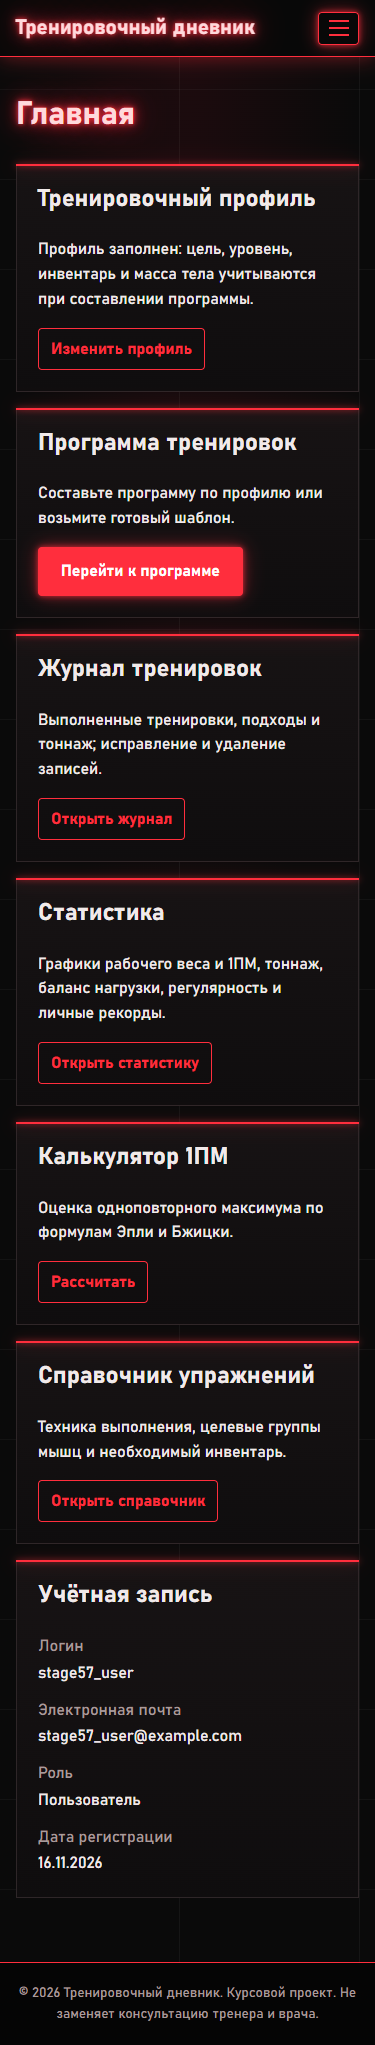 Тренировочный дневник
Главная
Тренировочный профиль
Профиль заполнен: цель, уровень,
инвентарь и масса тела учитываются
при составлении программы.
Изменить профиль
Программа тренировок
Составьте программу по профилю или
возьмите готовый шаблон.
Перейти к программе
Журнал тренировок
Выполненные тренировки, подходы и
тоннаж; исправление и удаление
записей.
Открыть журнал
Статистика
Графики рабочего веса и 1ПМ, тоннаж,
баланс нагрузки, регулярность и
личные рекорды.
Открыть статистику
Калькулятор 1ПМ
Оценка одноповторного максимума по
формулам Эпли и Бжицки.
Рассчитать
Справочник упражнений
Техника выполнения, целевые группы
мышц и необходимый инвентарь.
Открыть справочник
Учётная запись
Логин
stage57_user
Электронная почта
stage57_user@example.com
Роль
Пользователь
Дата регистрации
16.11.2026
© 2026 Тренировочный дневник. Курсовой проект. Не
заменяет консультацию тренера и врача.